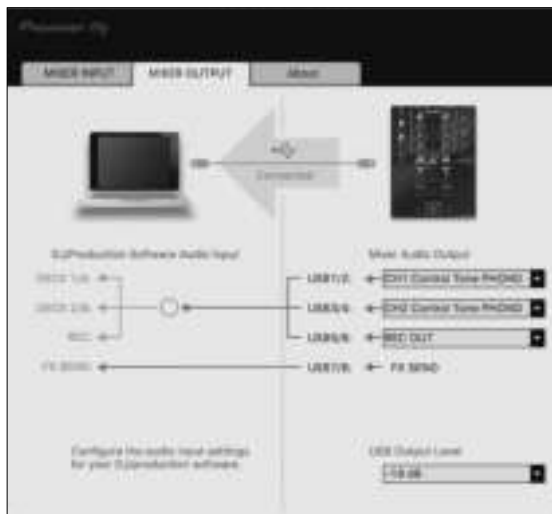 Pioneer Dj
MIXER INPUT
MIXER OUTPUT
About
Connected
DJ/Production Software Audio Input
Mixer Audio Output
DECK 1/A
USB1/2
CH1 Control Tone PHONO
DECK 2/B
USB3/4
CH2 Control Tone PHONO
REC
USB5/6
REC OUT
FX SEND
USB7/8
FX SEND
Configure the audio input settings
for your DJ/production software.
USB Output Level